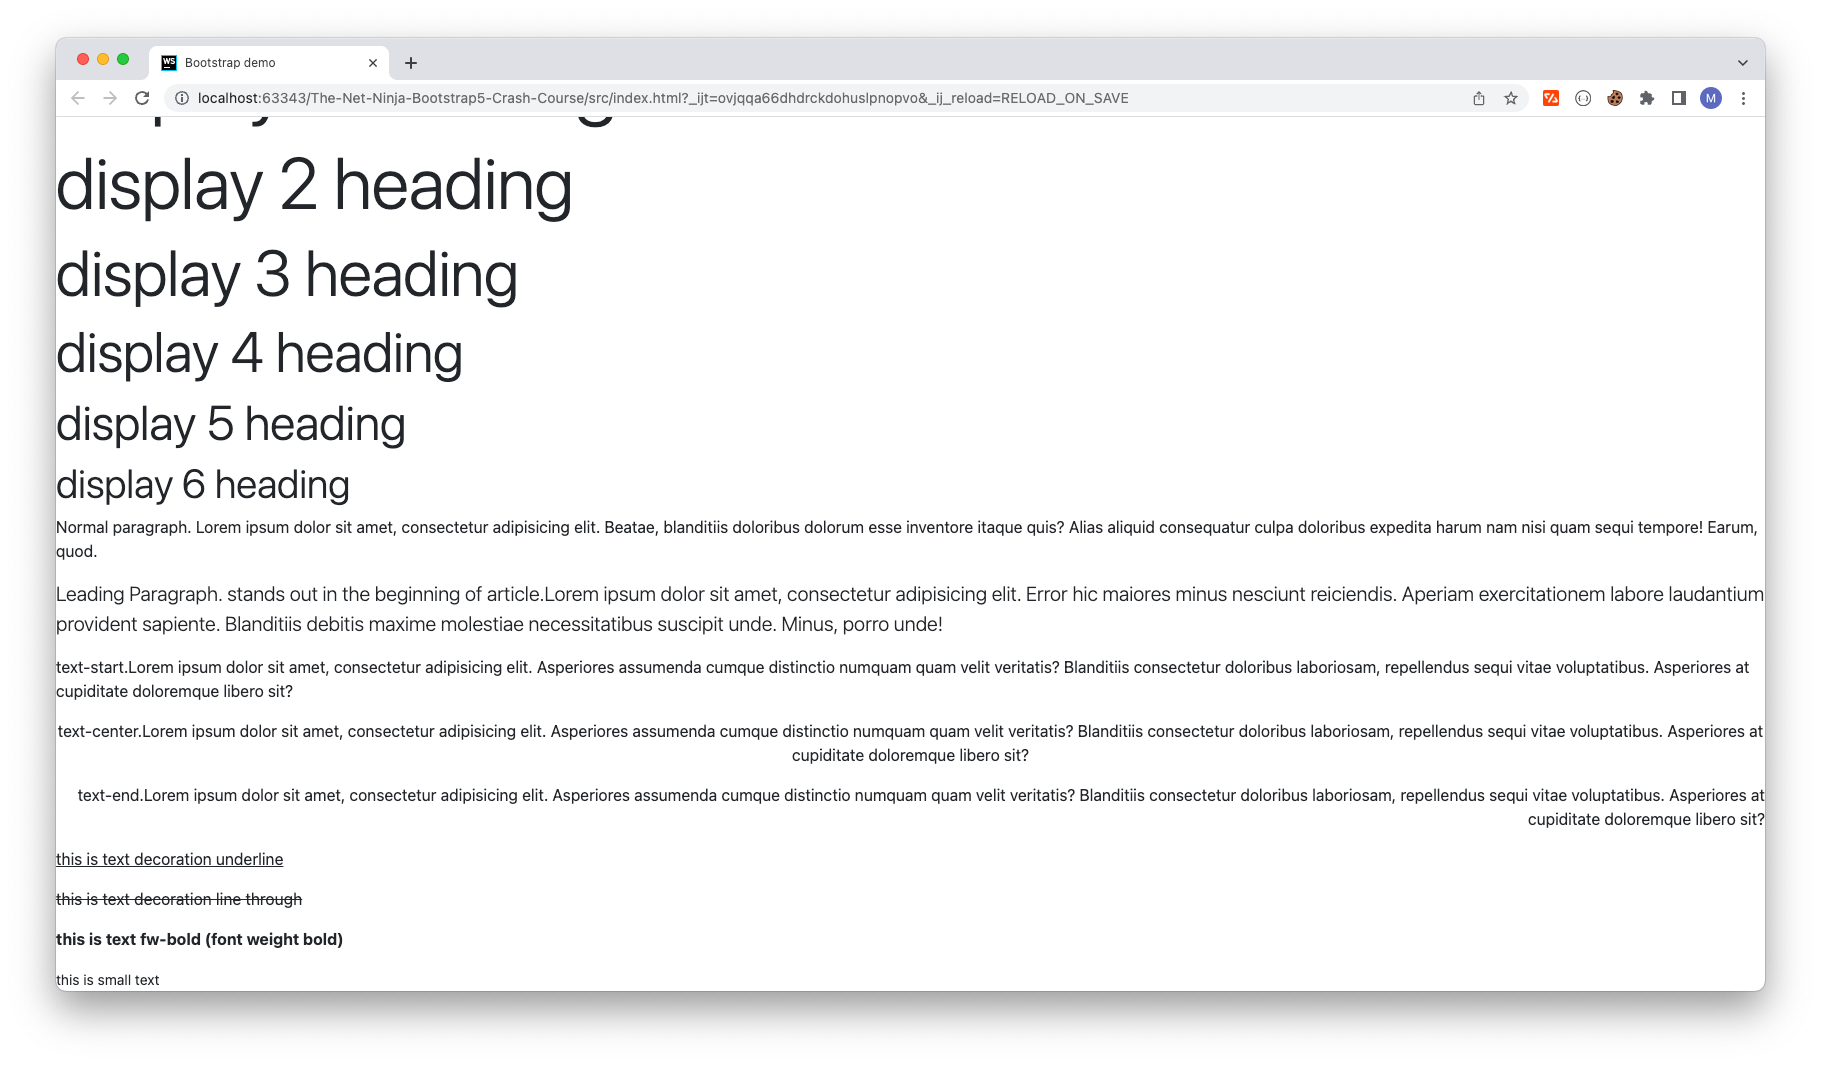 WS
Bootstrap demo
localhost:63343/The-Net-Ninja-Bootstrap5-Crash-Course/src/index.html?_ijt=ovjqqa66dhdrckdohuslpnopvo&_ij_reload=RELOAD_ON_SAVE
M
display 2 heading
display 3 heading
display 4 heading
display 5 heading
display 6 heading
Normal paragraph. Lorem ipsum dolor sit amet, consectetur adipisicing elit. Beatae, blanditiis doloribus dolorum esse inventore itaque quis? Alias aliquid consequatur culpa doloribus expedita harum nam nisi quam sequi tempore! Earum,
quod.
Leading Paragraph. stands out in the beginning of article.Lorem ipsum dolor sit amet, consectetur adipisicing elit. Error hic maiores minus nesciunt reiciendis. Aperiam exercitationem labore laudantium
provident sapiente. Blanditiis debitis maxime molestiae necessitatibus suscipit unde. Minus, porro unde!
text-start.Lorem ipsum dolor sit amet, consectetur adipisicing elit. Asperiores assumenda cumque distinctio numquam quam velit veritatis? Blanditiis consectetur doloribus laboriosam, repellendus sequi vitae voluptatibus. Asperiores at
cupiditate doloremque libero sit?
text-center.Lorem ipsum dolor sit amet, consectetur adipisicing elit. Asperiores assumenda cumque distinctio numquam quam velit veritatis? Blanditiis consectetur doloribus laboriosam, repellendus sequi vitae voluptatibus. Asperiores at
cupiditate doloremque libero sit?
text-end.Lorem ipsum dolor sit amet, consectetur adipisicing elit. Asperiores assumenda cumque distinctio numquam quam velit veritatis? Blanditiis consectetur doloribus laboriosam, repellendus sequi vitae voluptatibus. Asperiores at
cupiditate doloremque libero sit?
this is text decoration underline
this is text decoration line through
this is text fw-bold (font weight bold)
this is small text